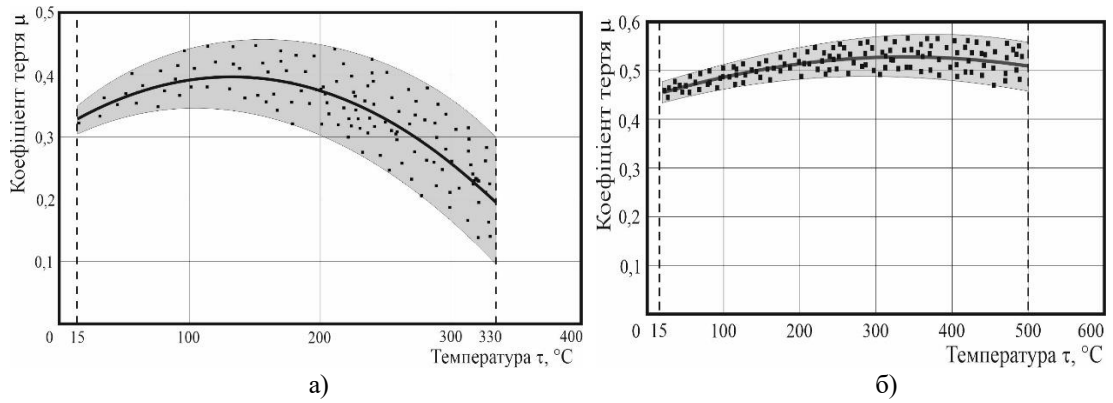 Коефіцієнт тертя μ
0,5
0,4
0,3
0,2
0,1
0 15 100 200 300 330 400
Температура τ, °C
а)
Коефіцієнт тертя μ
0,6
0,5
0,4
0,3
0,2
0,1
0 15 100 200 300 400 500 600
Температура τ, °C
б)